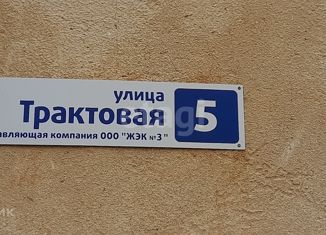 улица
Трактовая 5
авляющая компания ООО "ЖЭК №3"